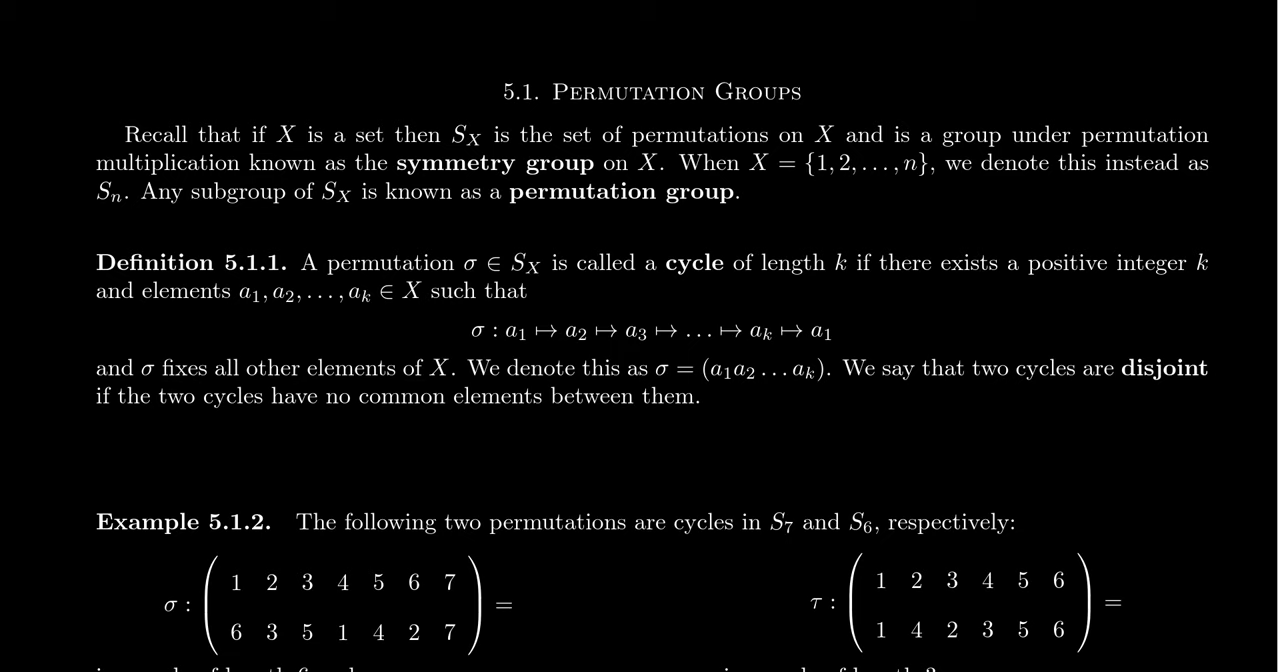 5.1. PERMUTATION GROUPS
Recall that if X is a set then S_X is the set of permutations on X and is a group under permutation
multiplication known as the symmetry group on X. When X = {1, 2, . . . , n}, we denote this instead as
S_n. Any subgroup of S_X is known as a permutation group.
Definition 5.1.1. A permutation σ ∈ S_X is called a cycle of length k if there exists a positive integer k
and elements a_1, a_2, . . . , a_k ∈ X such that
σ : a_1 ↦ a_2 ↦ a_3 ↦ . . . ↦ a_k ↦ a_1
and σ fixes all other elements of X. We denote this as σ = (a_1a_2 . . . a_k). We say that two cycles are disjoint
if the two cycles have no common elements between them.
Example 5.1.2. The following two permutations are cycles in S_7 and S_6, respectively:
σ : ( 1 2 3 4 5 6 7
6 3 5 1 4 2 7 ) =
τ : ( 1 2 3 4 5 6
1 4 2 3 5 6 ) =